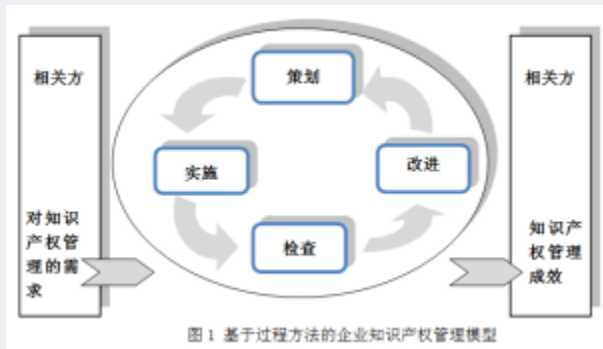 相关方
对知识
产权管
理的需
求
策划
实施
改进
检查
相关方
知识产
权管理
成效
图 1 基于过程方法的企业知识产权管理模型